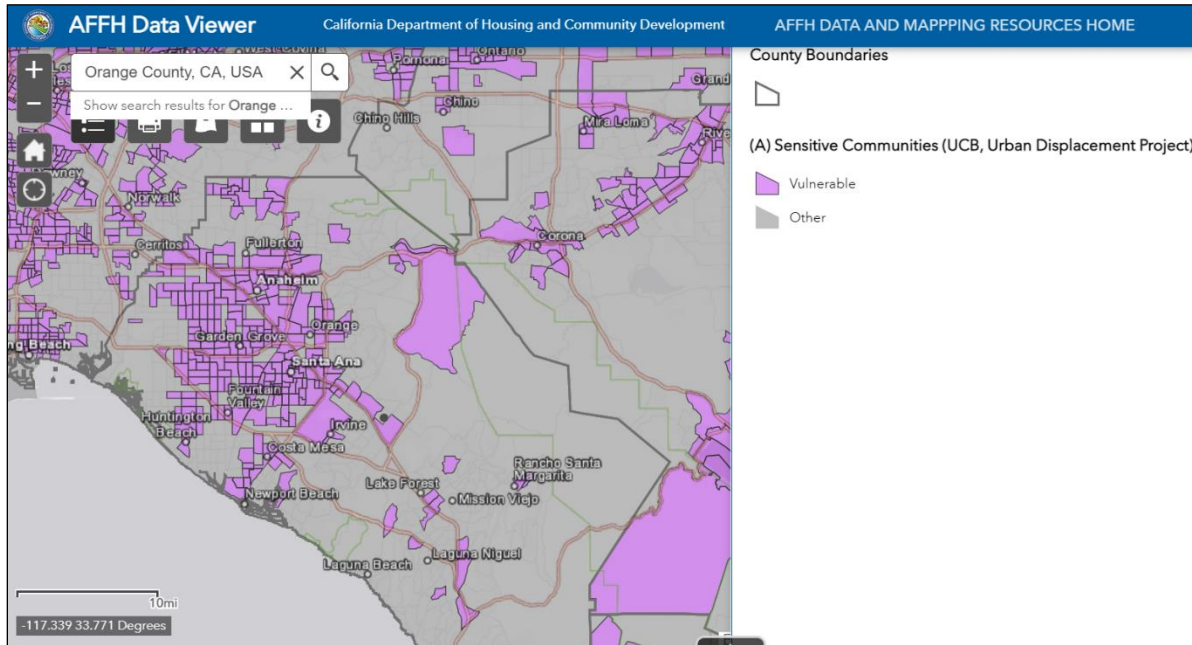 AFFH Data Viewer
California Department of Housing and Community Development
AFFH DATA AND MAPPPING RESOURCES HOME
West Covina
+
Orange County, CA, USA
Show search results for Orange ...
−
Pomona
Ontario
Grand
Chino
Chino Hills
Mira Loma
Norwalk
Cerritos
Fullerton
Corona
Anaheim
Orange
Garden Grove
Santa Ana
Fountain
Valley
Huntington
Beach
Irvine
Costa Mesa
Rancho Santa
Margarita
Lake Forest
Mission Viejo
Newport Beach
Laguna Niguel
Laguna Beach
10mi
-117.339 33.771 Degrees
County Boundaries
(A) Sensitive Communities (UCB, Urban Displacement Project)
Vulnerable
Other